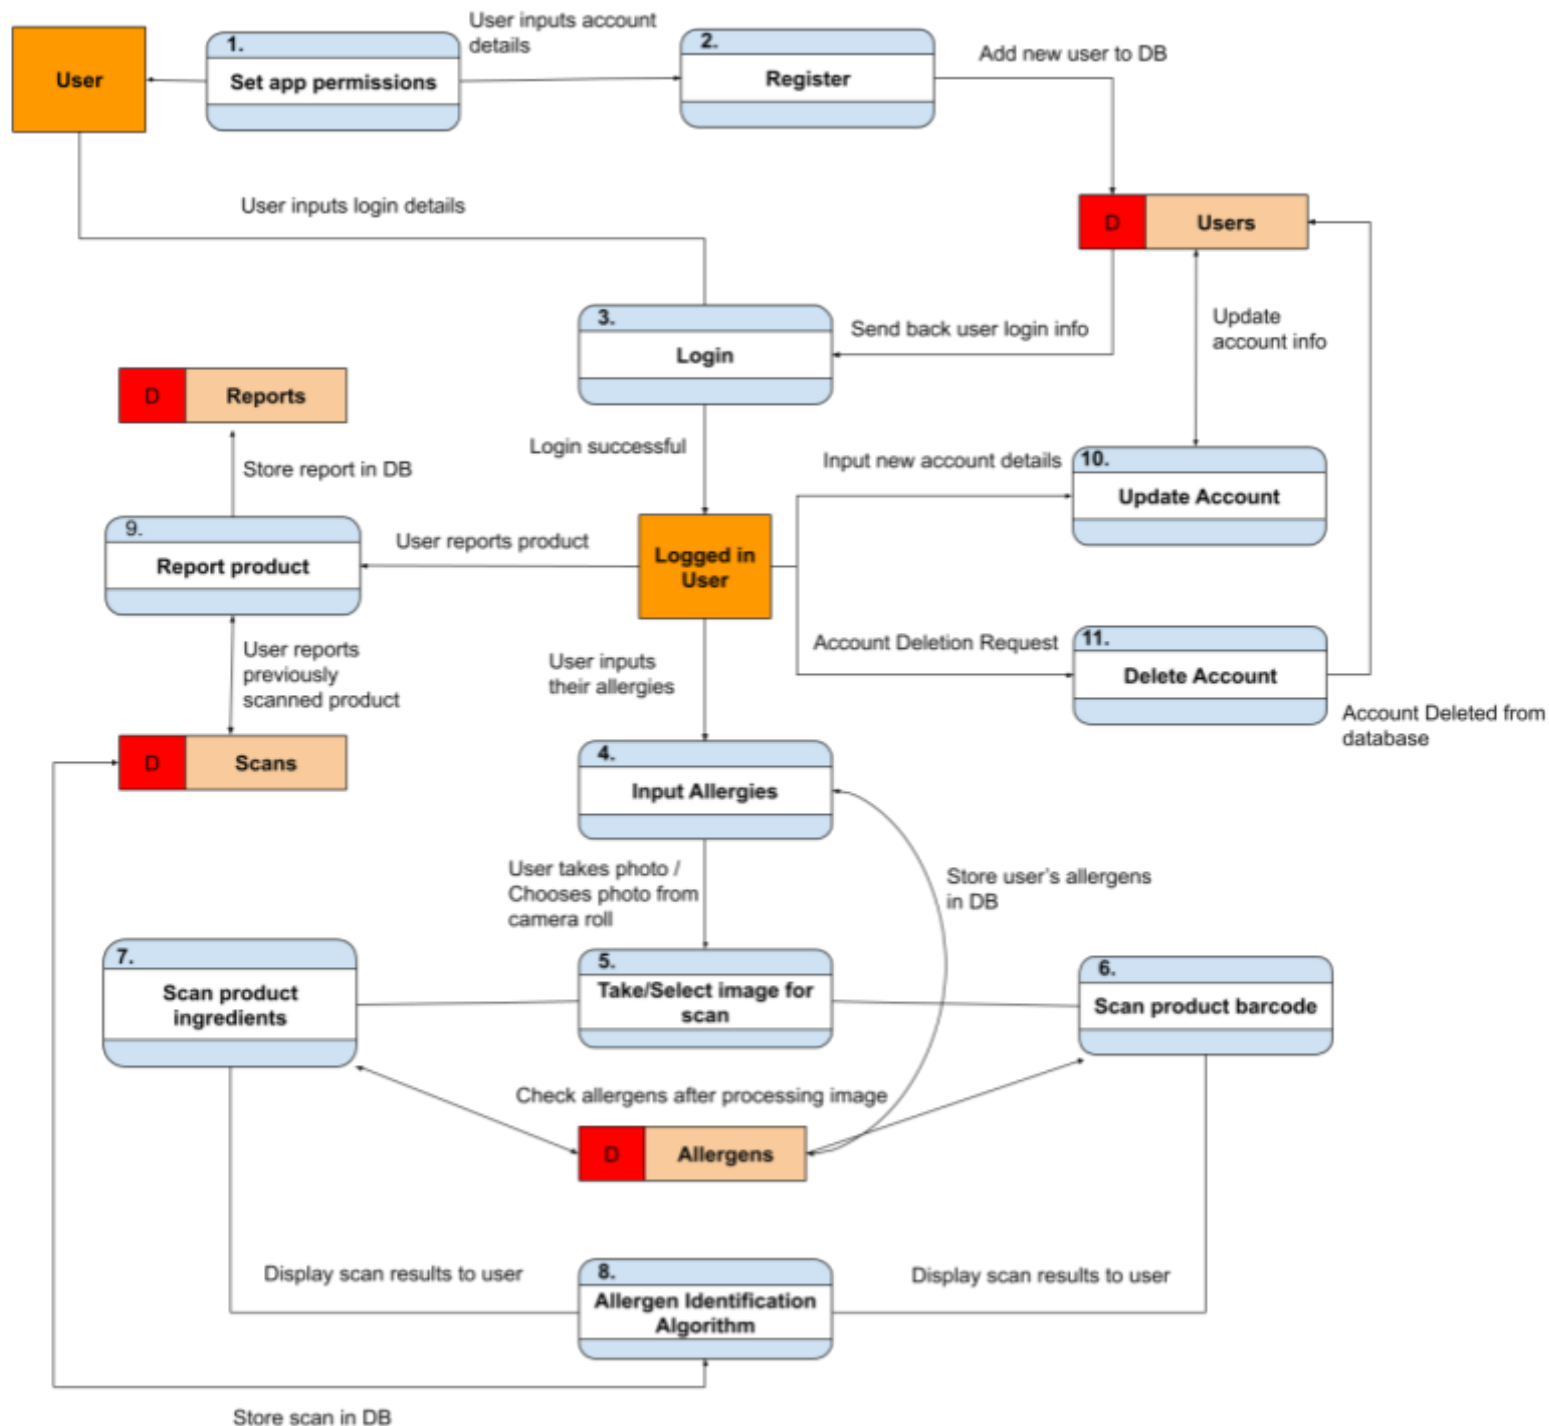 User
1.
Set app permissions
User inputs account
details
2.
Register
Add new user to DB
User inputs login details
D
Users
3.
Login
Send back user login info
Update
account info
D
Reports
Login successful
Input new account details
10.
Update Account
Store report in DB
9.
Report product
User reports product
Logged in
User
User reports
previously
scanned product
User inputs
their allergies
Account Deletion Request
11.
Delete Account
Account Deleted from
database
D
Scans
4.
Input Allergies
User takes photo /
Chooses photo from
camera roll
Store user's allergens
in DB
7.
Scan product
ingredients
5.
Take/Select image for
scan
6.
Scan product barcode
Check allergens after processing image
D
Allergens
Display scan results to user
8.
Allergen Identification
Algorithm
Display scan results to user
Store scan in DB